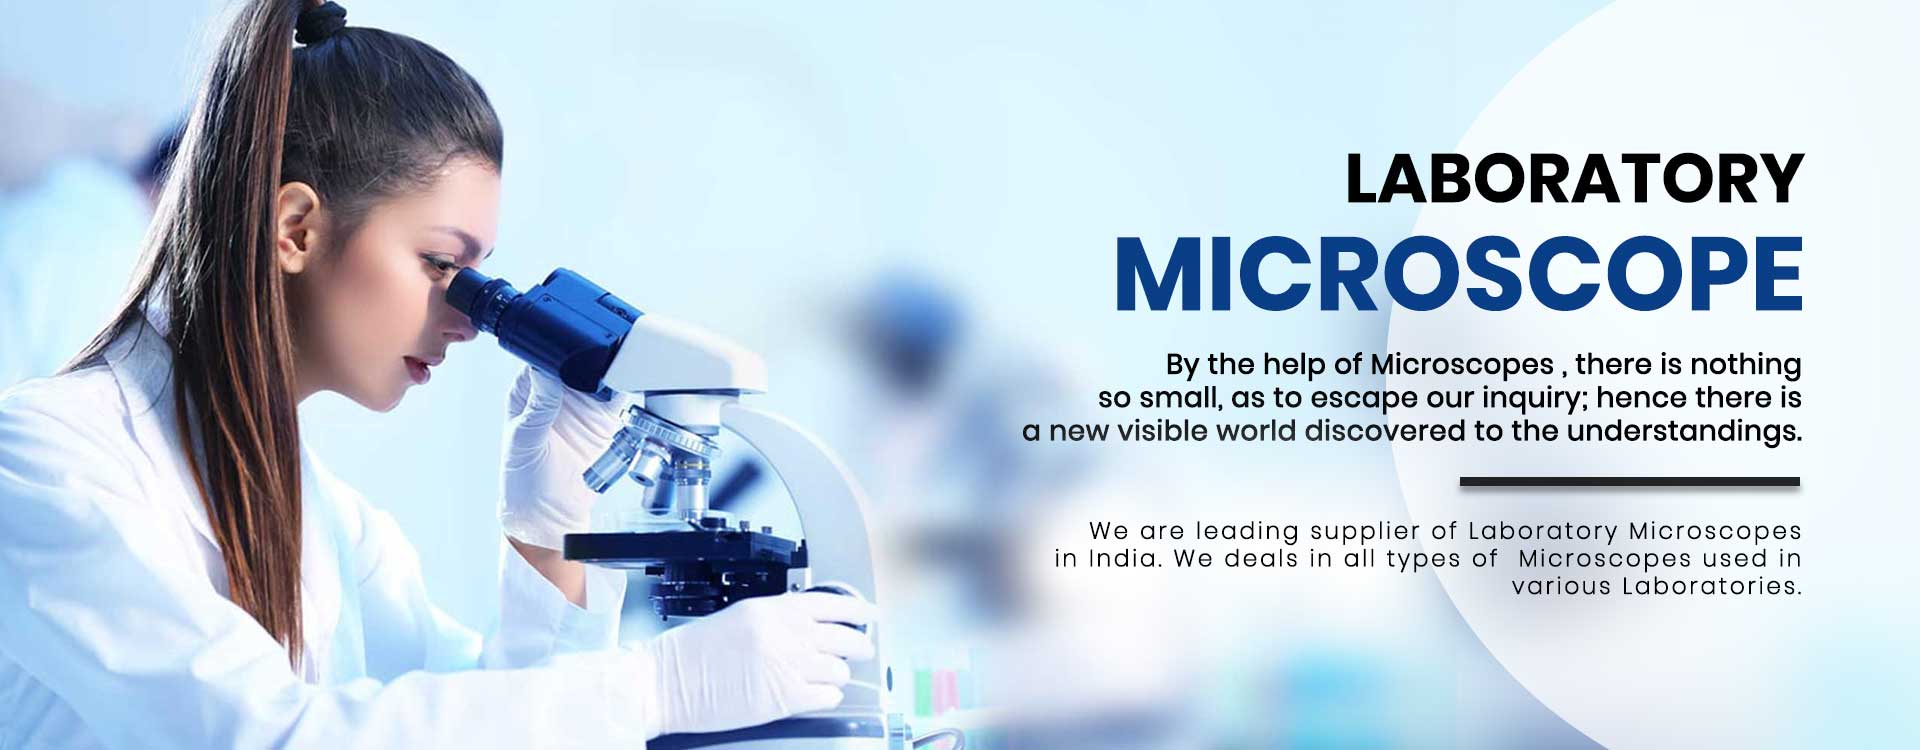 LABORATORY
MICROSCOPE
By the help of Microscopes , there is nothing
so small, as to escape our inquiry; hence there is
a new visible world discovered to the understandings.
We are leading supplier of Laboratory Microscopes
in India. We deals in all types of  Microscopes used in
various Laboratories.